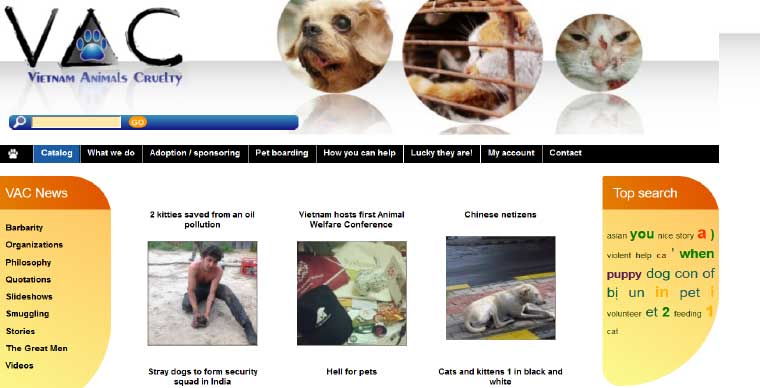 VAC
VIETNAM ANIMALS CRUELTY
GO
Catalog
What we do
Adoption / sponsoring
Pet boarding
How you can help
Lucky they are!
My account
Contact
VAC News
Barbarity
Organizations
Philosophy
Quotations
Slideshows
Smuggling
Stories
The Great Men
Videos
2 kitties saved from an oil
pollution
Vietnam hosts first Animal
Welfare Conference
Chinese netizens
Stray dogs to form security
squad in India
Hell for pets
Cats and kittens 1 in black and
white
Top search
asian you nice story a )
violent help ca ' when
puppy dog con of
bị un in pet i
volunteer et 2 feeding 1
cat